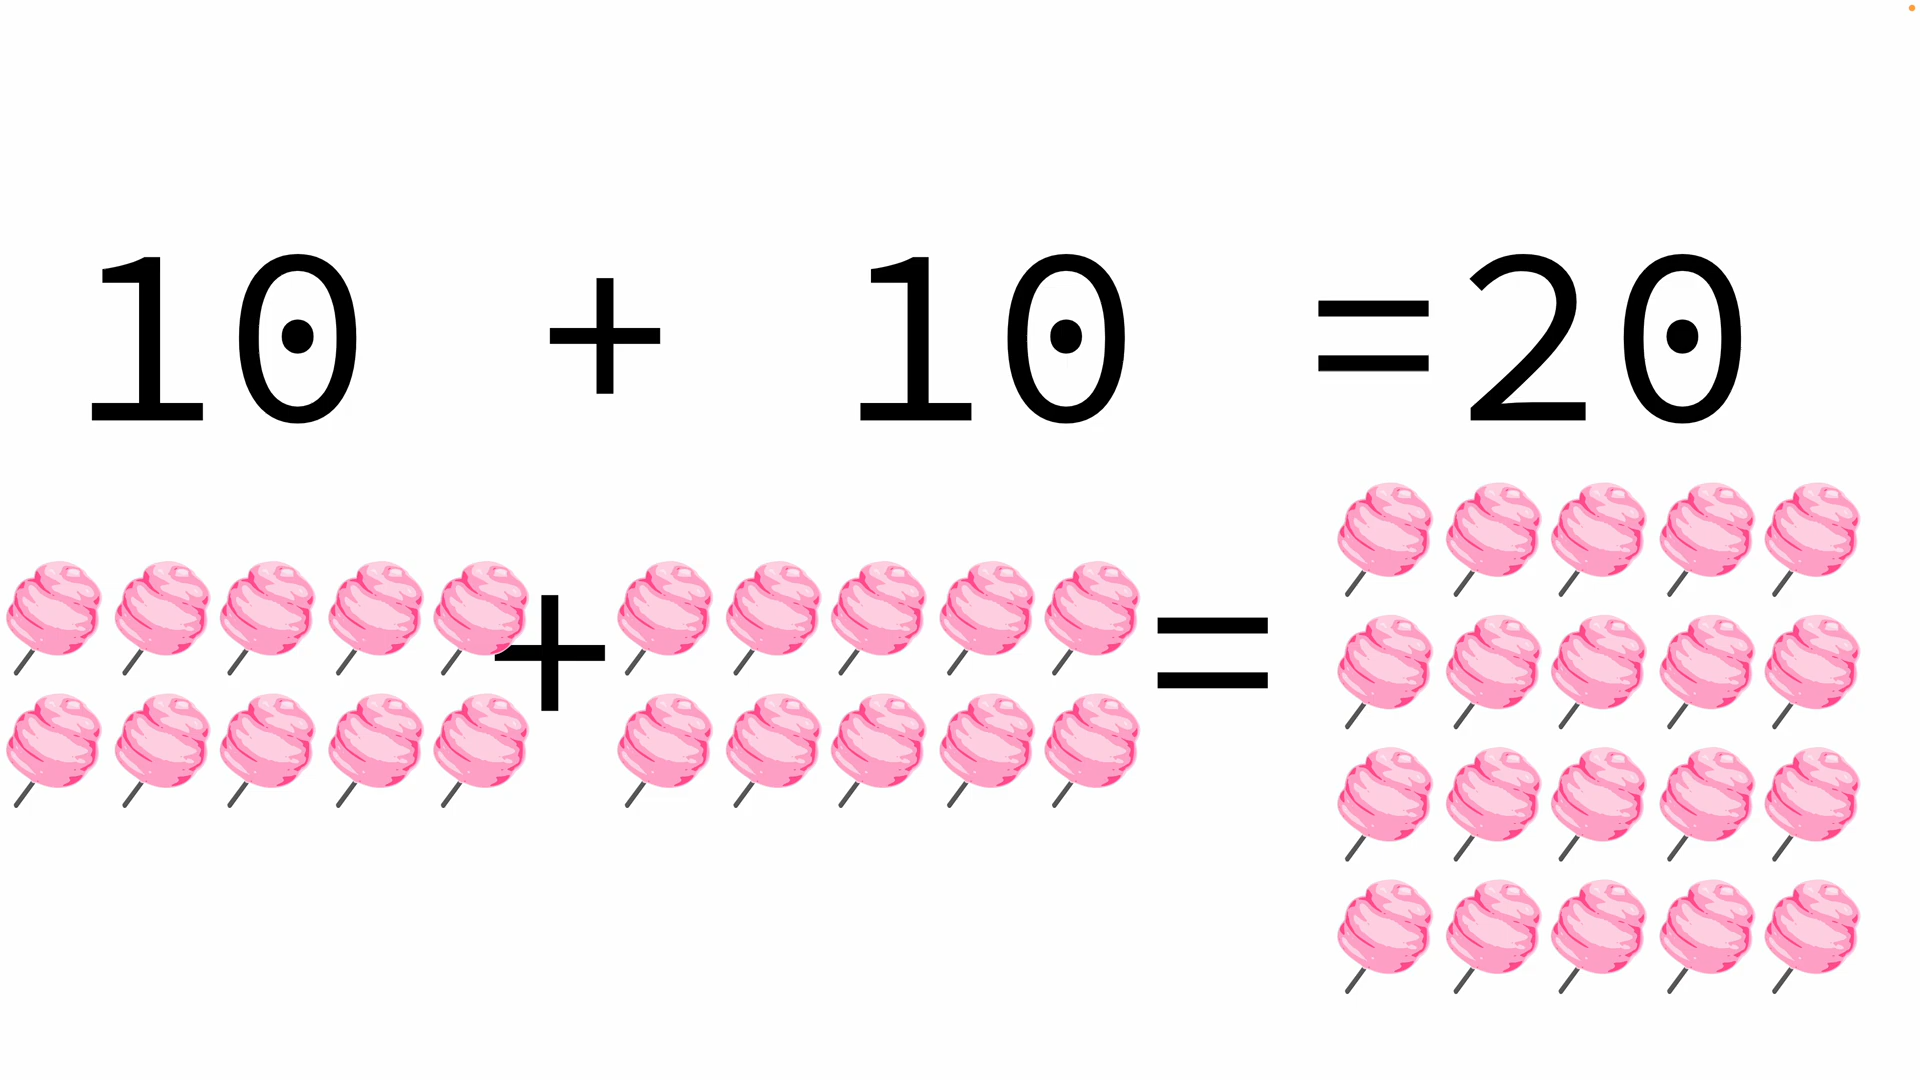 10 + 10 =20
+ =